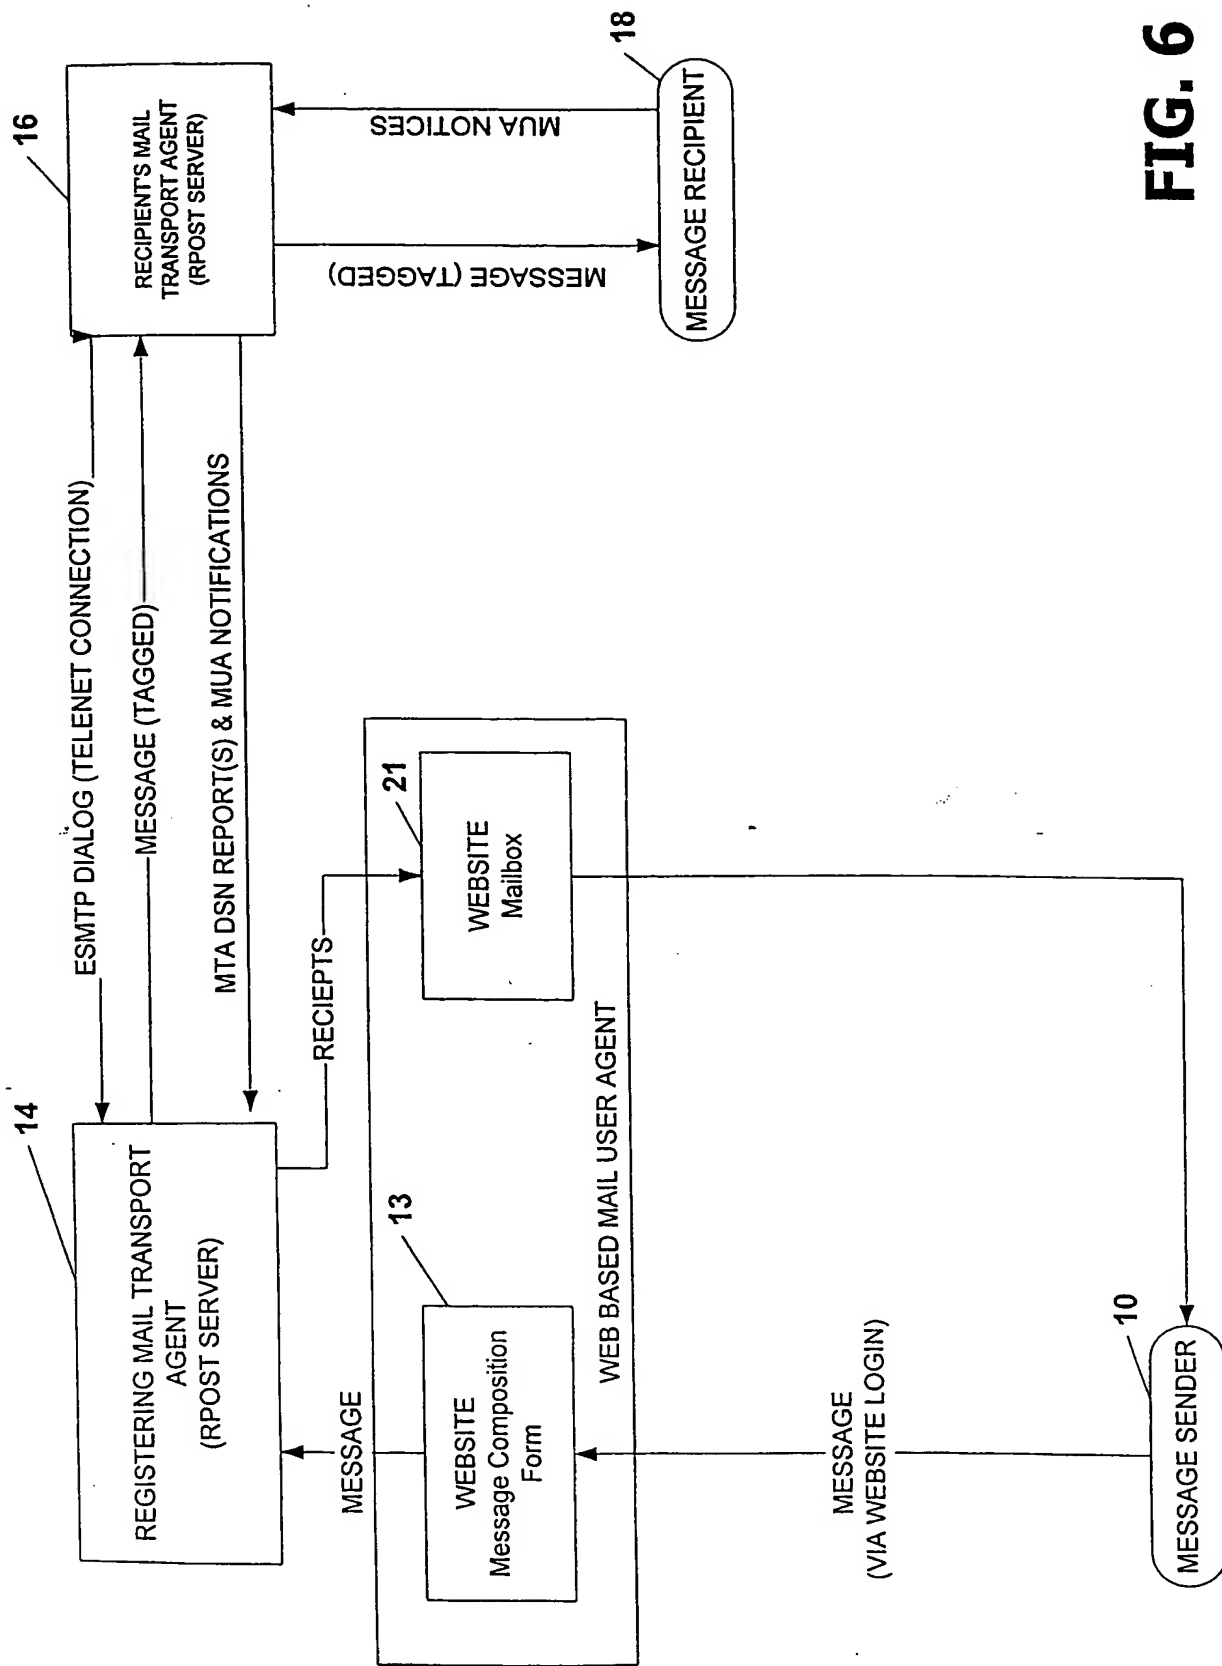 14
REGISTERING MAIL TRANSPORT
AGENT
(RPOST SERVER)
ESMTP DIALOG (TELENET CONNECTION)
MESSAGE (TAGGED)
MTA DSN REPORT(S) & MUA NOTIFICATIONS
16
RECIPIENT'S MAIL
TRANSPORT AGENT
(RPOST SERVER)
MESSAGE
RECIEPTS
MESSAGE (TAGGED)
MUA NOTICES
13
WEBSITE
Message Composition
Form
21
WEBSITE
Mailbox
WEB BASED MAIL USER AGENT
18
MESSAGE RECIPIENT
MESSAGE
(VIA WEBSITE LOGIN)
10
MESSAGE SENDER
FIG. 6